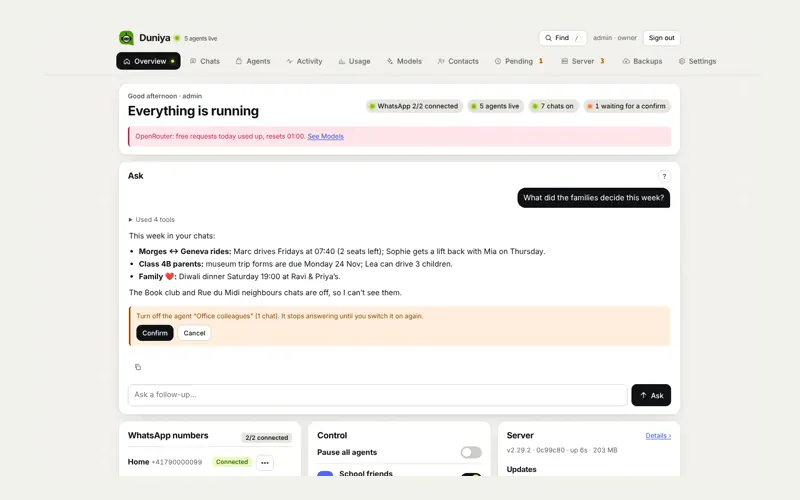 Duniya
5 agents live
Find /
admin · owner
Sign out
Overview
Chats
Agents
Activity
Usage
Models
Contacts
Pending 1
Server 3
Backups
Settings
Good afternoon · admin
Everything is running
WhatsApp 2/2 connected
5 agents live
7 chats on
1 waiting for a confirm
OpenRouter: free requests today used up, resets 01:00. See Models
Ask
?
What did the families decide this week?
▶ Used 4 tools
This week in your chats:
• Morges ↔ Geneva rides: Marc drives Fridays at 07:40 (2 seats left); Sophie gets a lift back with Mia on Thursday.
• Class 4B parents: museum trip forms are due Monday 24 Nov; Lea can drive 3 children.
• Family ❤️: Diwali dinner Saturday 19:00 at Ravi & Priya's.
The Book club and Rue du Midi neighbours chats are off, so I can't see them.
Turn off the agent "Office colleagues" (1 chat). It stops answering until you switch it on again.
Confirm
Cancel
Ask a follow-up...
↑ Ask
WhatsApp numbers
2/2 connected
Home +41790000099
Connected
···
Control
Pause all agents
School friends
Server
Details ›
v2.29.2 · 0c99c80 · up 6s · 203 MB
Updates